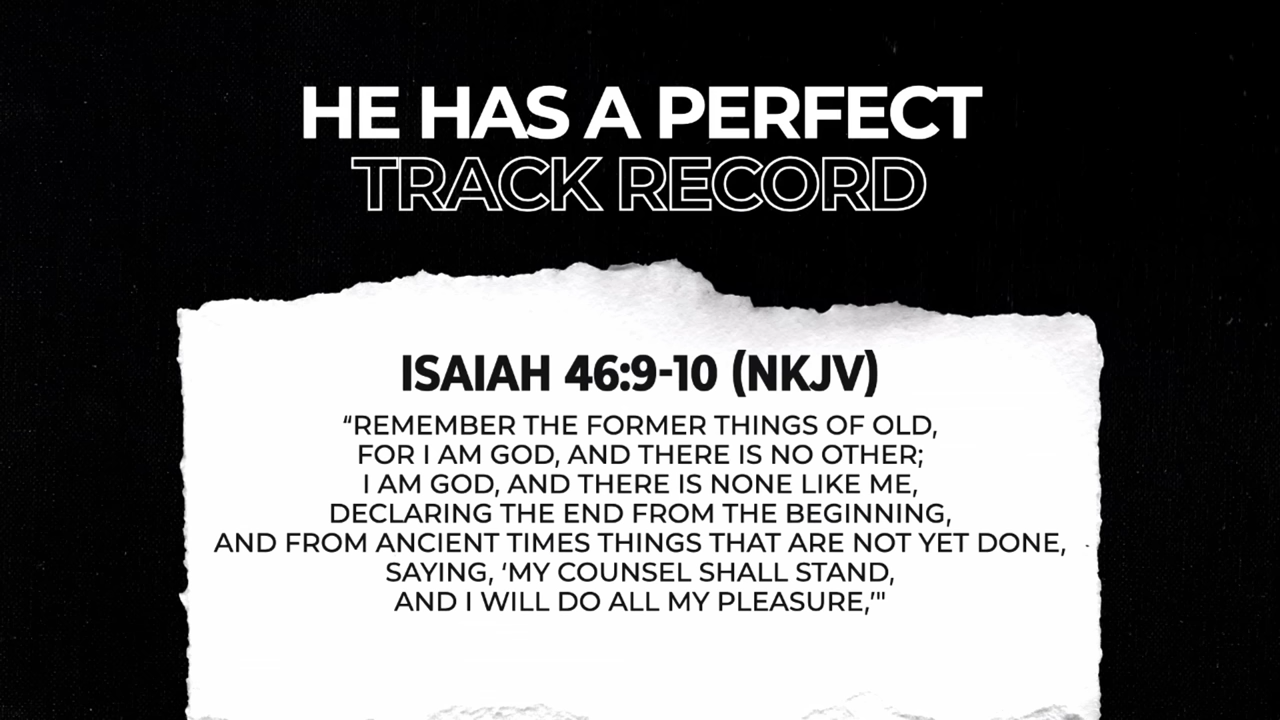 HE HAS A PERFECT
TRACK RECORD
ISAIAH 46:9-10 (NKJV)
“REMEMBER THE FORMER THINGS OF OLD,
FOR I AM GOD, AND THERE IS NO OTHER;
I AM GOD, AND THERE IS NONE LIKE ME,
DECLARING THE END FROM THE BEGINNING,
AND FROM ANCIENT TIMES THINGS THAT ARE NOT YET DONE,
SAYING, ‘MY COUNSEL SHALL STAND,
AND I WILL DO ALL MY PLEASURE,’"